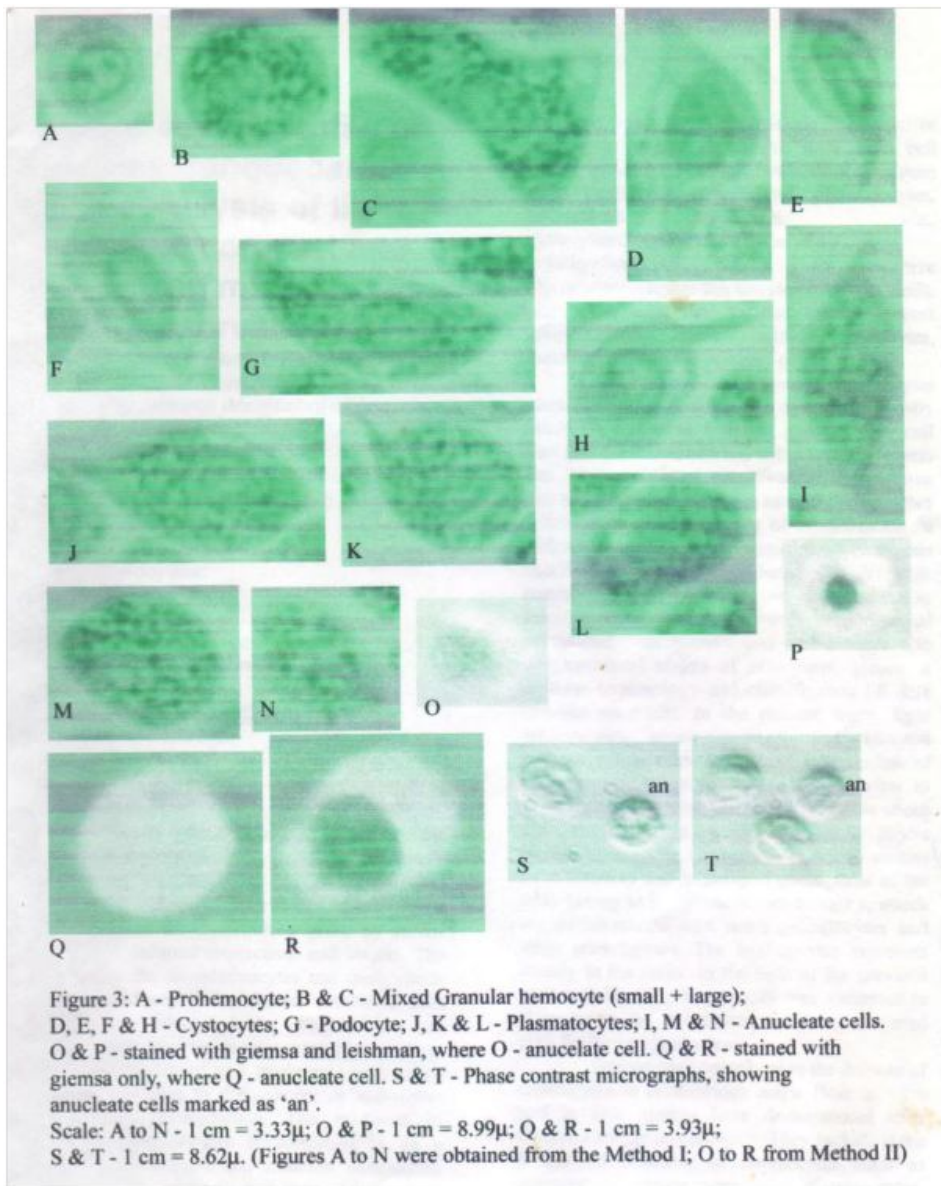 A
B
C
D
E
F
G
H
I
J
K
L
M
N
O
P
an
an
S
T
Q
R
Figure 3: A - Prohemocyte; B & C - Mixed Granular hemocyte (small + large);
D, E, F & H - Cystocytes; G - Podocyte; J, K & L - Plasmatocytes; I, M & N - Anucleate cells.
O & P - stained with giemsa and leishman, where O - anucelate cell. Q & R - stained with
giemsa only, where Q - anucleate cell. S & T - Phase contrast micrographs, showing
anucleate cells marked as ‘an’.
Scale: A to N - 1 cm = 3.33µ; O & P - 1 cm = 8.99µ; Q & R - 1 cm = 3.93µ;
S & T - 1 cm = 8.62µ. (Figures A to N were obtained from the Method I; O to R from Method II)